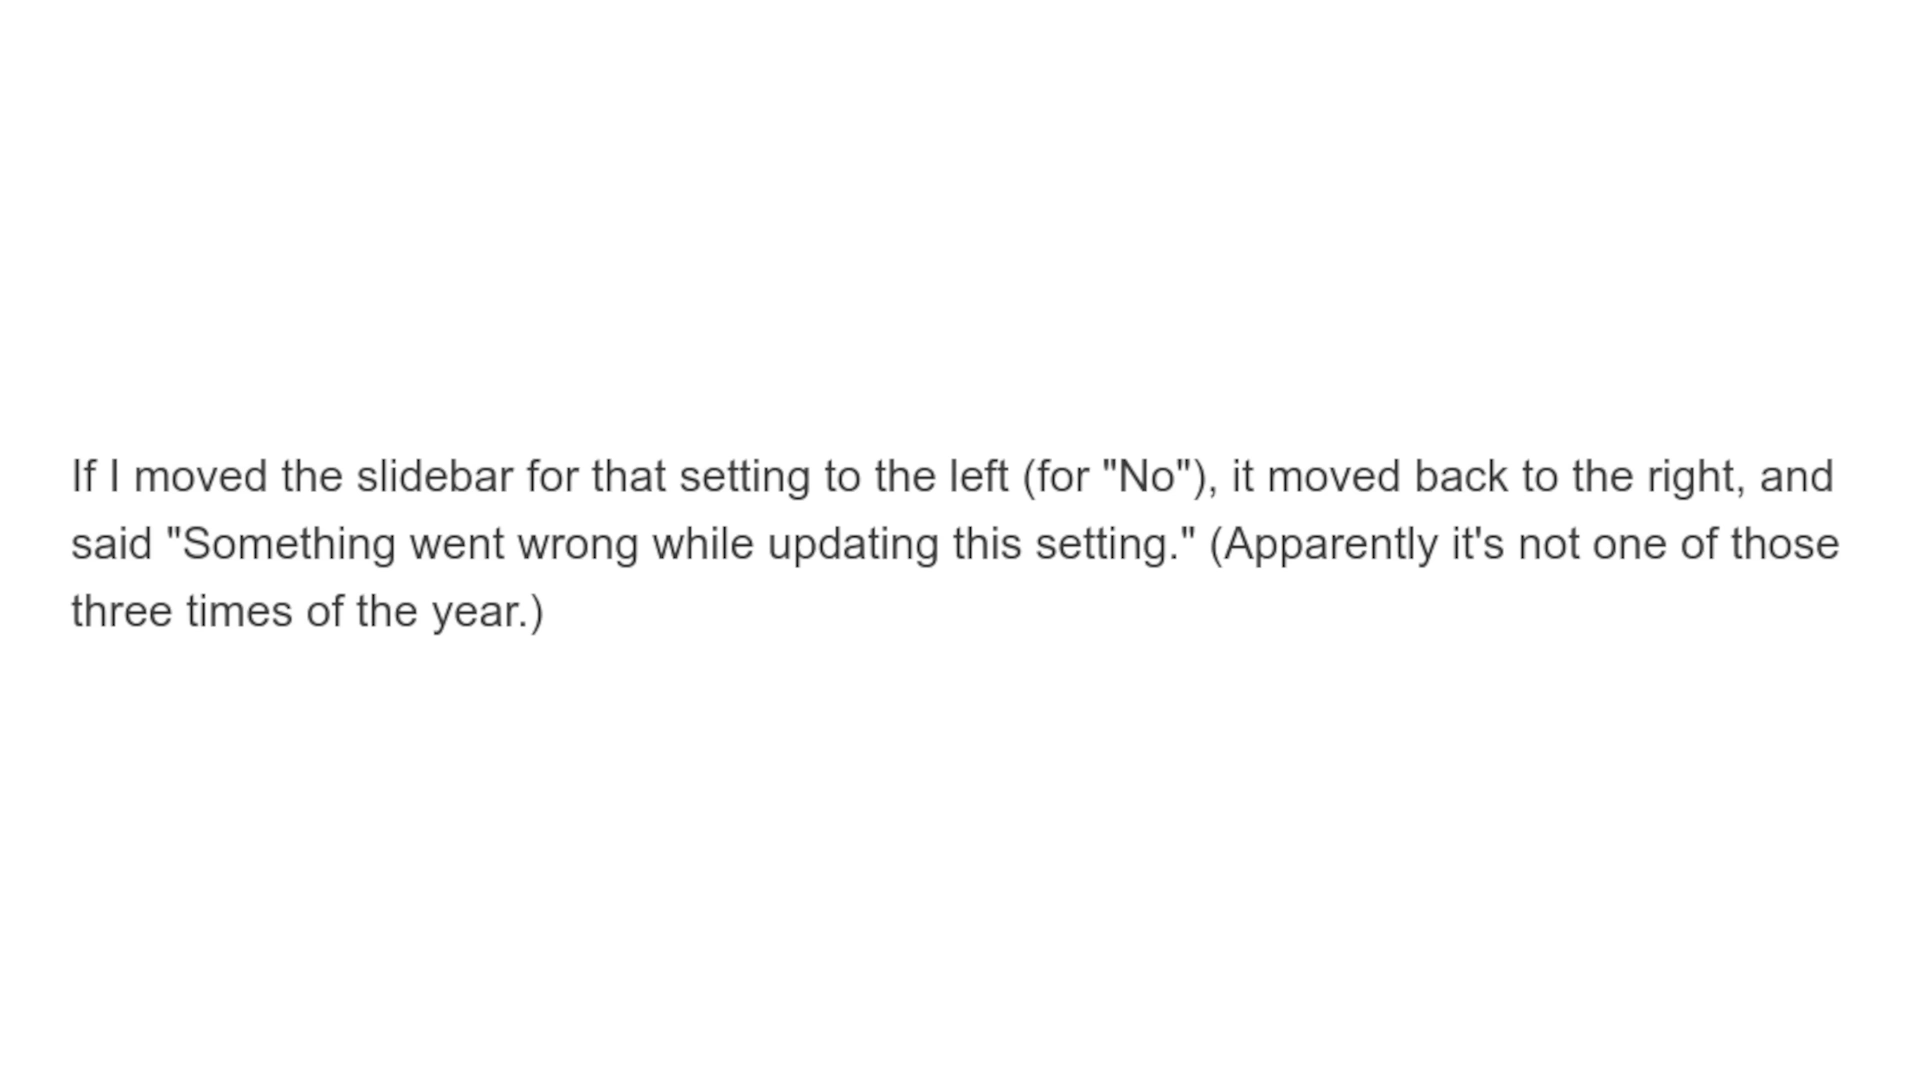 If I moved the slidebar for that setting to the left (for "No"), it moved back to the right, and
said "Something went wrong while updating this setting." (Apparently it's not one of those
three times of the year.)